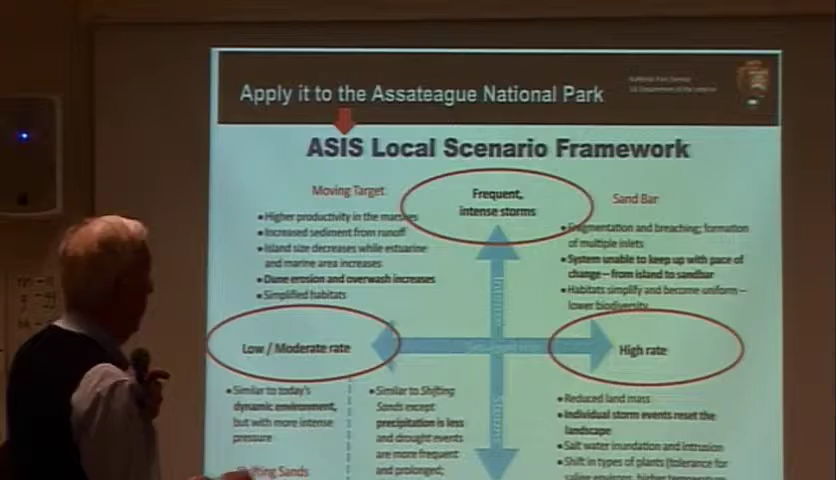 Apply it to the Assateague National Park
National Park Service
ASIS Local Scenario Framework
Moving Target
• Higher productivity in the marshes
• Increased sediment from runoff
• Island size decreases while estuarine
and marine area increases
• Dune erosion and overwash increases
• Simplified habitats
Frequent,
intense storms
Sand Bar
• Fragmentation and breaching; formation
of multiple inlets
• System unable to keep up with pace of
change – from island to sandbar
• Habitats simplify and become uniform –
lower biodiversity
Low / Moderate rate
High rate
• Similar to today's
dynamic environment,
but with more intense
pressure
Shifting Sands
• Similar to Shifting
Sands except
precipitation is less
and drought events
are more frequent
and prolonged;
Storms
• Reduced land mass
• Individual storm events reset the
landscape
• Salt water inundation and intrusion
• Shift in types of plants (tolerance for